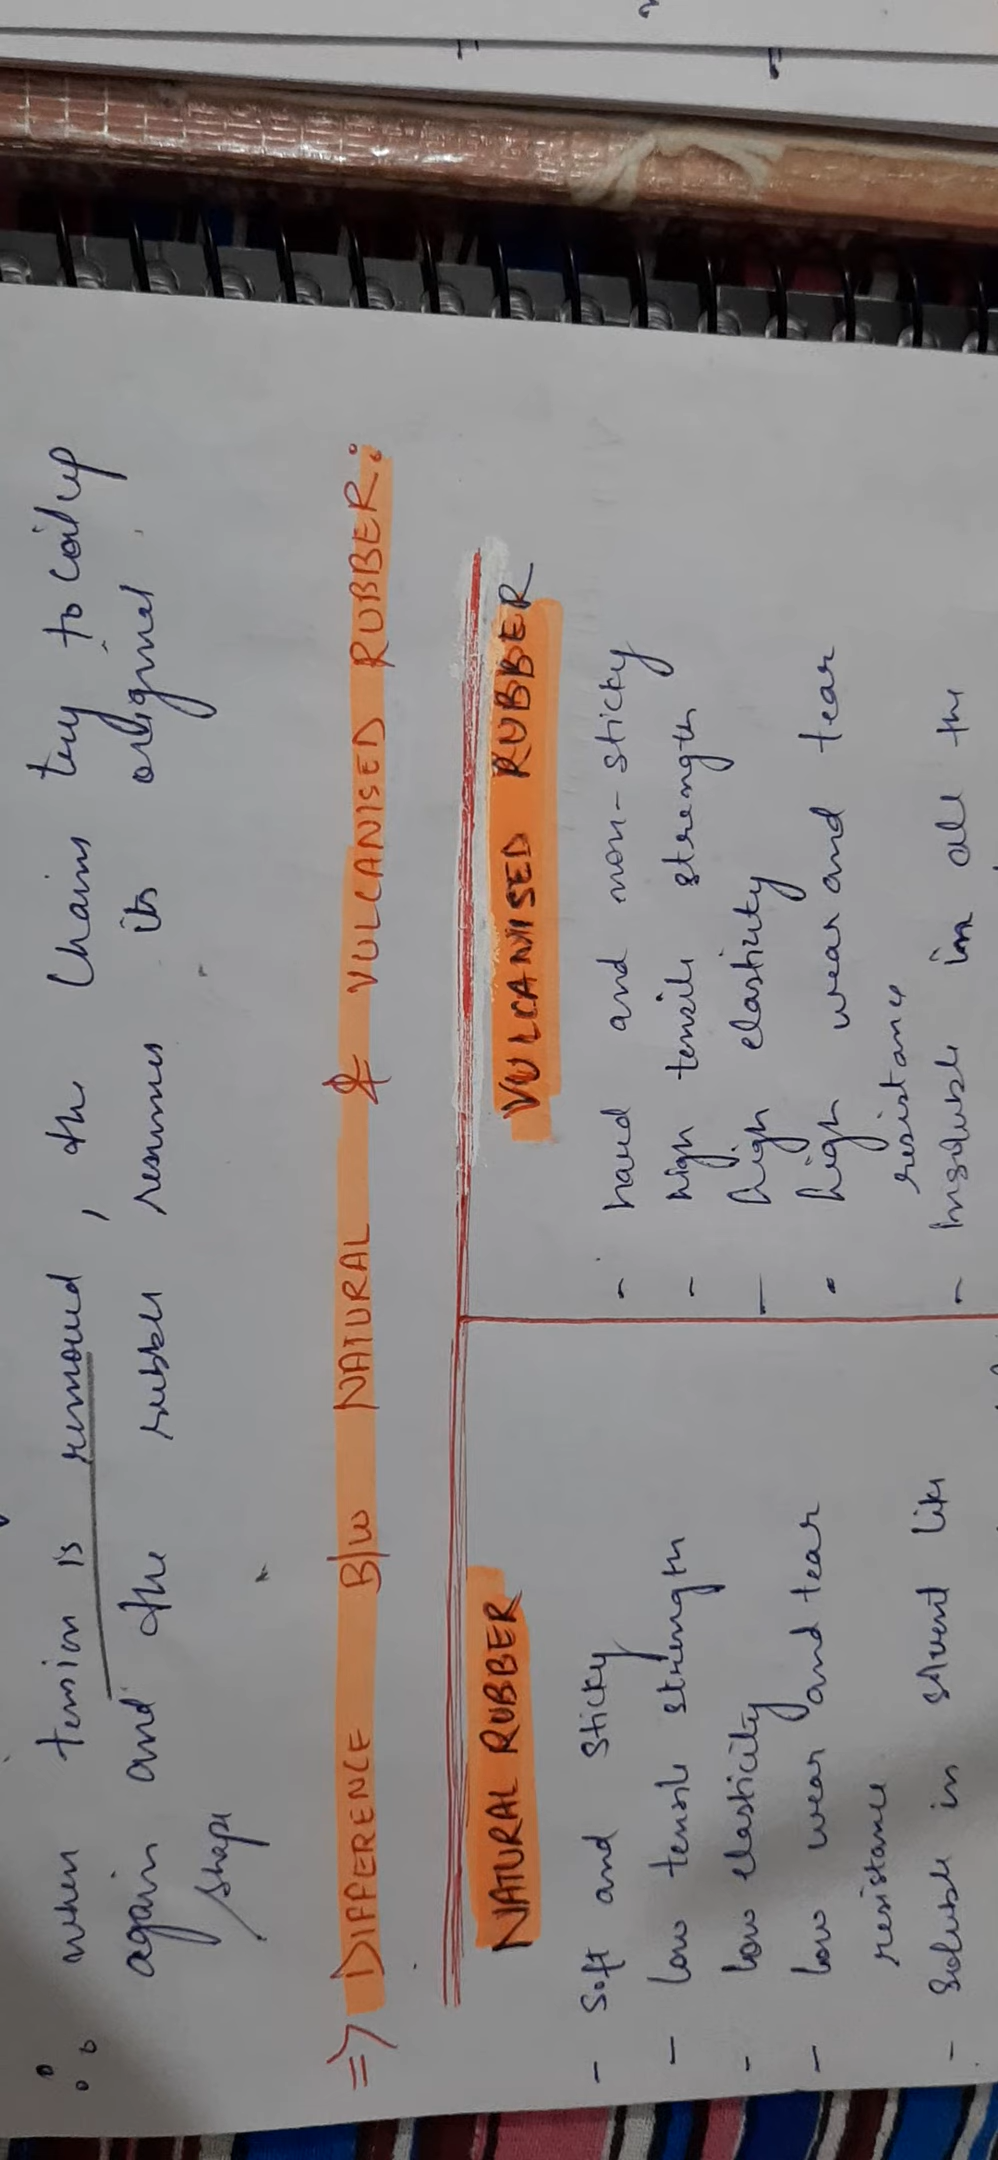 ∴ when tension is removed, the chains try to coil up
again and the rubber resumes its original
shape
=> DIFFERENCE B/W NATURAL & VULCANISED RUBBER:
NATURAL RUBBER
- Soft and sticky
- low tensile strength
- low elasticity
- low wear and tear
resistance
- Soluble in solvent like
VULCANISED RUBBER
- hard and non-sticky
- high tensile strength
- high elasticity
- high wear and tear
resistance
- Insoluble in all the